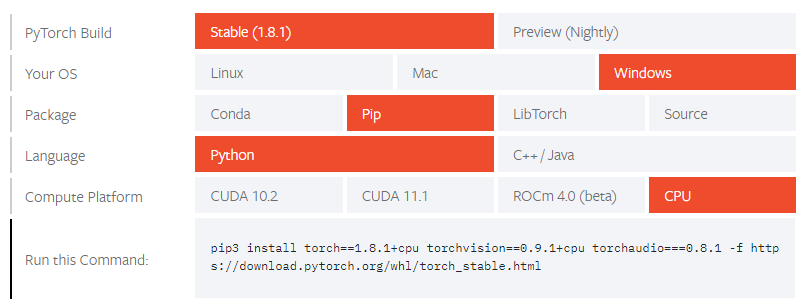 PyTorch Build Stable (1.8.1) Preview (Nightly)
Your OS Linux Mac Windows
Package Conda Pip LibTorch Source
Language Python C++ / Java
Compute Platform CUDA 10.2 CUDA 11.1 ROCm 4.0 (beta) CPU
Run this Command: pip3 install torch==1.8.1+cpu torchvision==0.9.1+cpu torchaudio===0.8.1 -f http
s://download.pytorch.org/whl/torch_stable.html